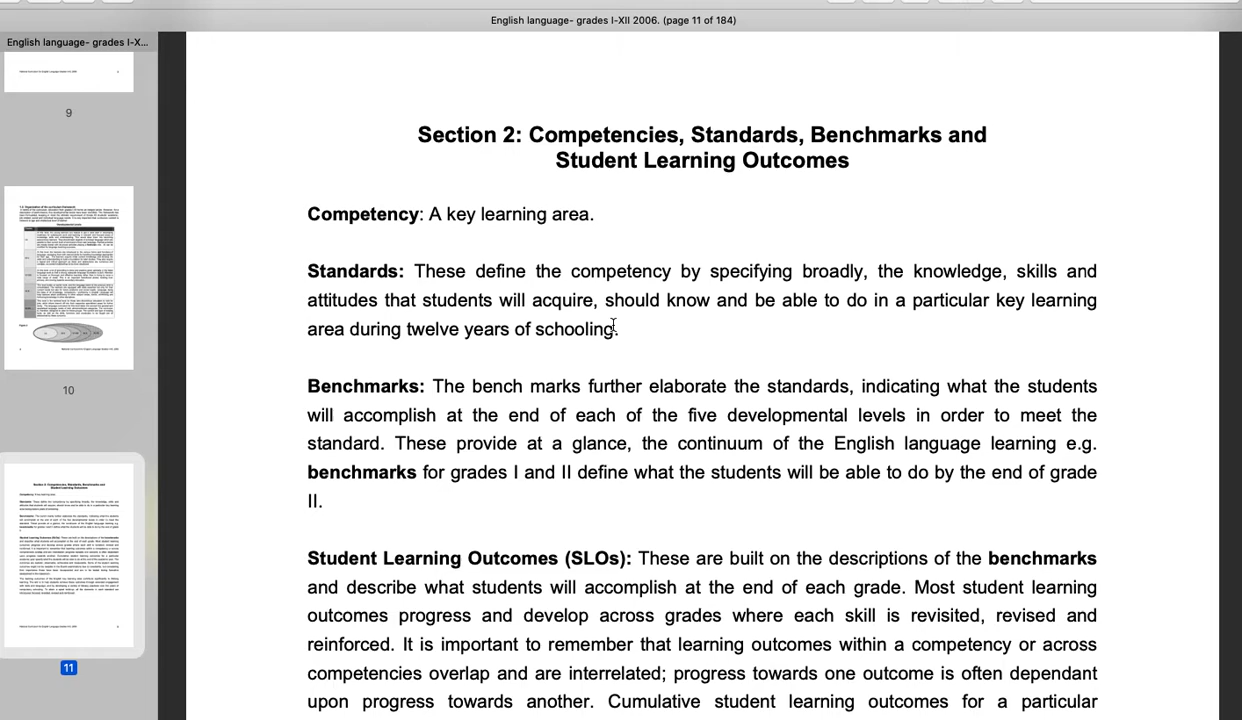 English language- grades I-XII 2006. (page 11 of 184)
English language- grades I-X...
9
10
11
Section 2: Competencies, Standards, Benchmarks and
Student Learning Outcomes
Competency: A key learning area.
Standards: These define the competency by specifying broadly, the knowledge, skills and
attitudes that students will acquire, should know and be able to do in a particular key learning
area during twelve years of schooling.
Benchmarks: The bench marks further elaborate the standards, indicating what the students
will accomplish at the end of each of the five developmental levels in order to meet the
standard. These provide at a glance, the continuum of the English language learning e.g.
benchmarks for grades I and II define what the students will be able to do by the end of grade
II.
Student Learning Outcomes (SLOs): These are built on the descriptions of the benchmarks
and describe what students will accomplish at the end of each grade. Most student learning
outcomes progress and develop across grades where each skill is revisited, revised and
reinforced. It is important to remember that learning outcomes within a competency or across
competencies overlap and are interrelated; progress towards one outcome is often dependant
upon progress towards another. Cumulative student learning outcomes for a particular